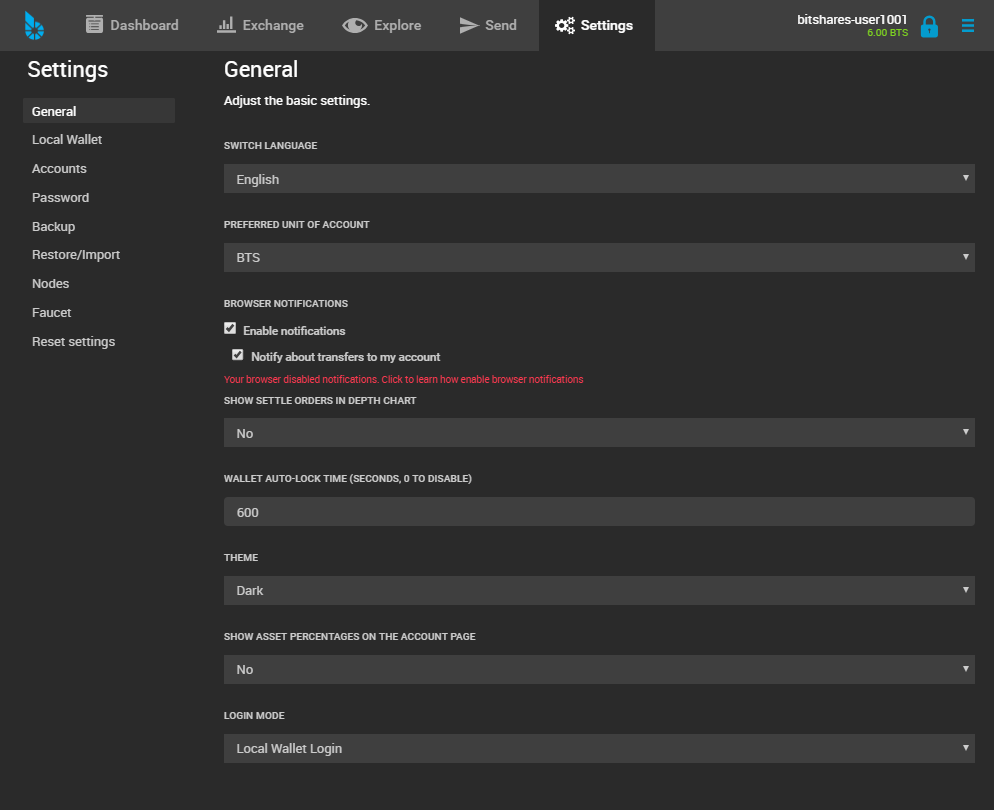 Dashboard
Exchange
Explore
Send
Settings
bitshares-user1001
6.00 BTS
Settings
General
Local Wallet
Accounts
Password
Backup
Restore/Import
Nodes
Faucet
Reset settings
General
Adjust the basic settings.
SWITCH LANGUAGE
English
PREFERRED UNIT OF ACCOUNT
BTS
BROWSER NOTIFICATIONS
Enable notifications
Notify about transfers to my account
Your browser disabled notifications. Click to learn how enable browser notifications
SHOW SETTLE ORDERS IN DEPTH CHART
No
WALLET AUTO-LOCK TIME (SECONDS, 0 TO DISABLE)
600
THEME
Dark
SHOW ASSET PERCENTAGES ON THE ACCOUNT PAGE
No
LOGIN MODE
Local Wallet Login